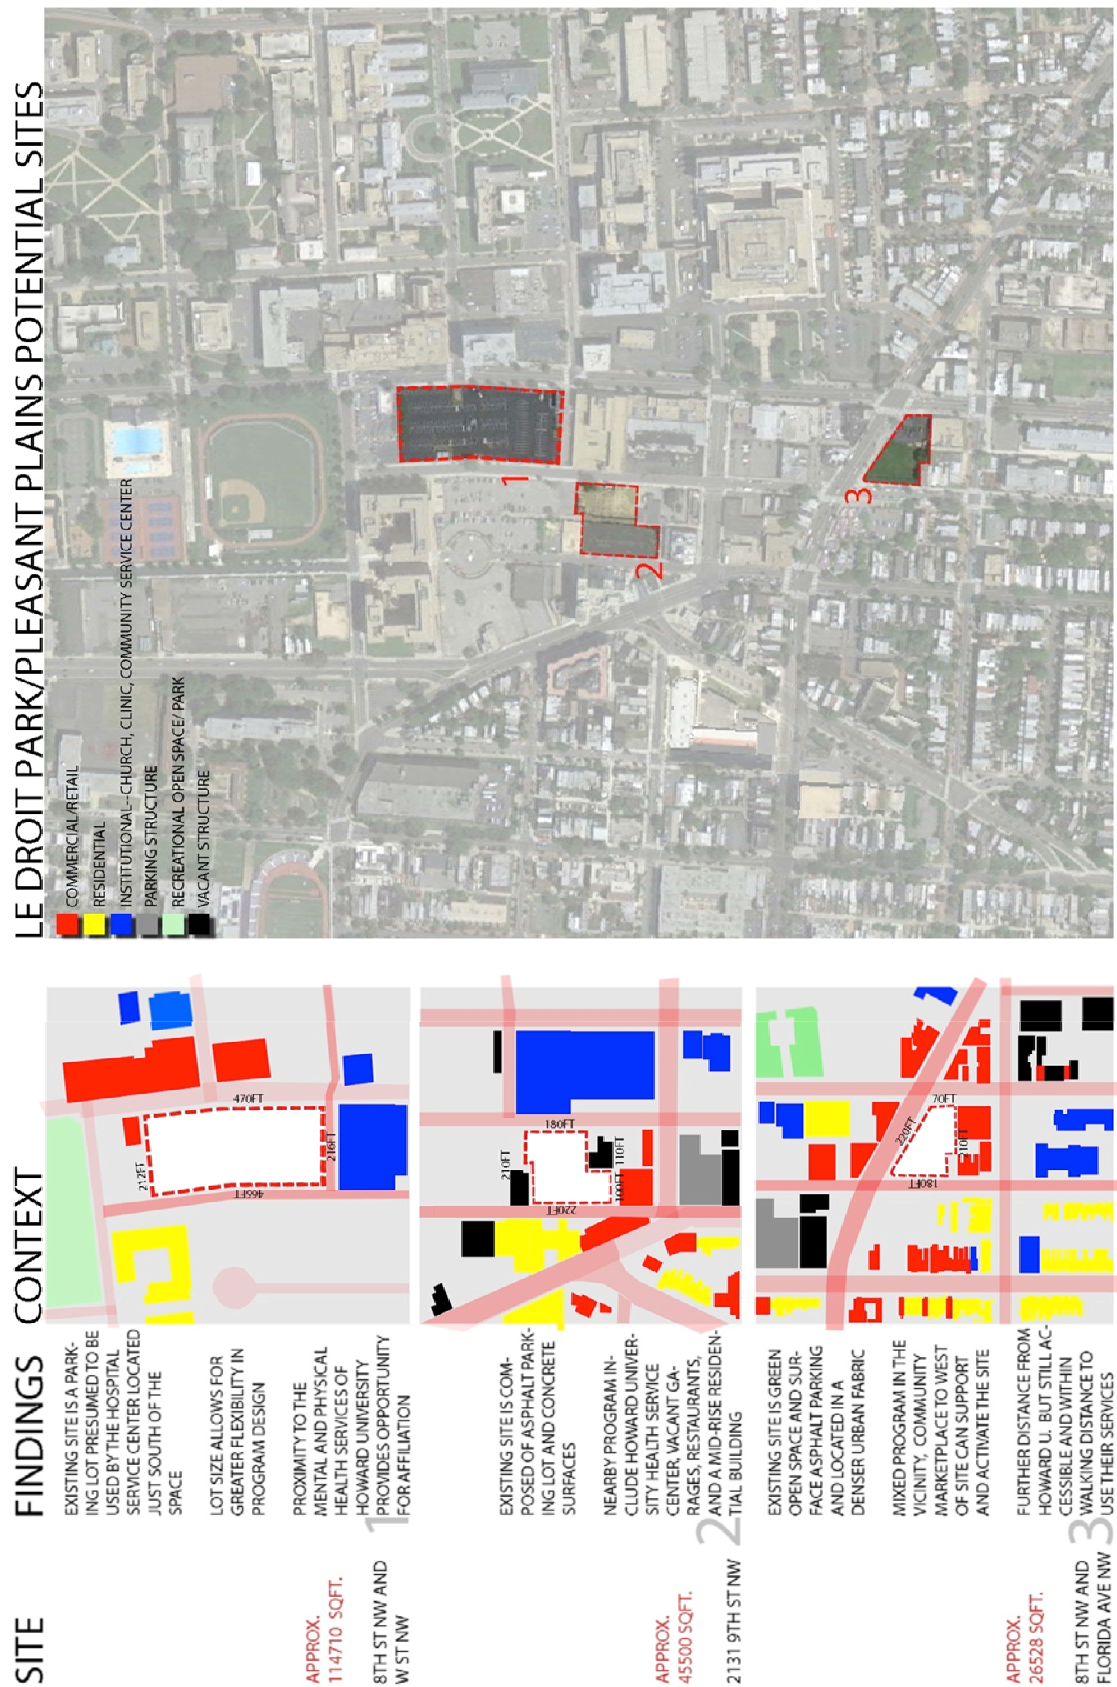 LE DROIT PARK/PLEASANT PLAINS POTENTIAL SITES
COMMERCIAL/RETAIL
RESIDENTIAL
INSTITUTIONAL--CHURCH, CLINIC, COMMUNITY SERVICE CENTER
PARKING STRUCTURE
RECREATIONAL OPEN SPACE/ PARK
VACANT STRUCTURE
1
2
3
SITE
FINDINGS
CONTEXT
APPROX.
114710 SQFT.
8TH ST NW AND
W ST NW
1
EXISTING SITE IS A PARK-
ING LOT PRESUMED TO BE
USED BY THE HOSPITAL
SERVICE CENTER LOCATED
JUST SOUTH OF THE
SPACE
LOT SIZE ALLOWS FOR
GREATER FLEXIBILITY IN
PROGRAM DESIGN
PROXIMITY TO THE
MENTAL AND PHYSICAL
HEALTH SERVICES OF
HOWARD UNIVERSITY
PROVIDES OPPORTUNITY
FOR AFFILIATION
212FT
470FT
466FT
216FT
APPROX.
45500 SQFT.
2131 9TH ST NW
2
EXISTING SITE IS COM-
POSED OF ASPHALT PARK-
ING LOT AND CONCRETE
SURFACES
NEARBY PROGRAM IN-
CLUDE HOWARD UNIVER-
SITY HEALTH SERVICE
CENTER, VACANT GA-
RAGES, RESTAURANTS,
AND A MID-RISE RESIDEN-
TIAL BUILDING
210FT
180FT
220FT
100FT
110FT
APPROX.
26528 SQFT.
8TH ST NW AND
FLORIDA AVE NW
3
EXISTING SITE IS GREEN
OPEN SPACE AND SUR-
FACE ASPHALT PARKING
AND LOCATED IN A
DENSER URBAN FABRIC
MIXED PROGRAM IN THE
VICINITY, COMMUNITY
MARKETPLACE TO WEST
OF SITE CAN SUPPORT
AND ACTIVATE THE SITE
FURTHER DISTANCE FROM
HOWARD U. BUT STILL AC-
CESSIBLE AND WITHIN
WALKING DISTANCE TO
USE THEIR SERVICES
220FT
70FT
180FT